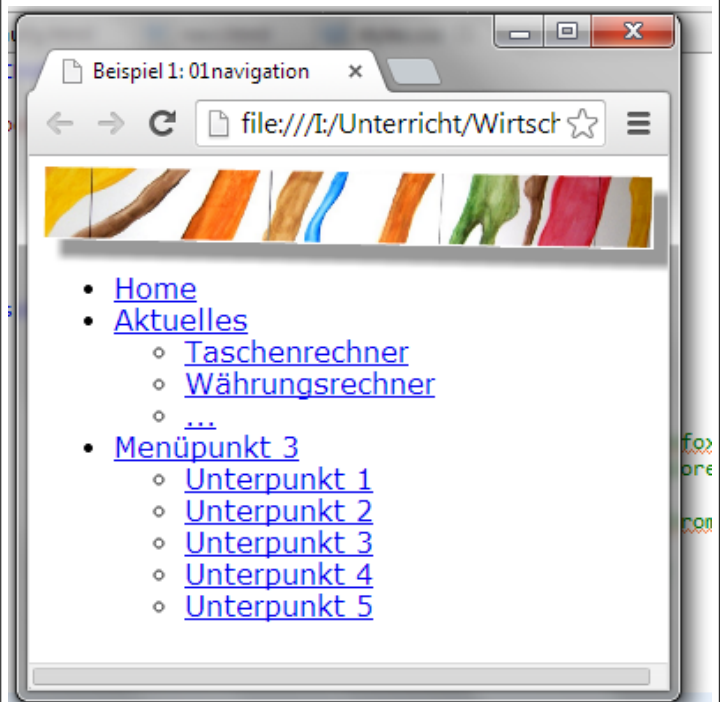 Beispiel 1: 01navigation
file:///I:/Unterricht/Wirtsch
Home
Aktuelles
Taschenrechner
Währungsrechner
...
Menüpunkt 3
Unterpunkt 1
Unterpunkt 2
Unterpunkt 3
Unterpunkt 4
Unterpunkt 5